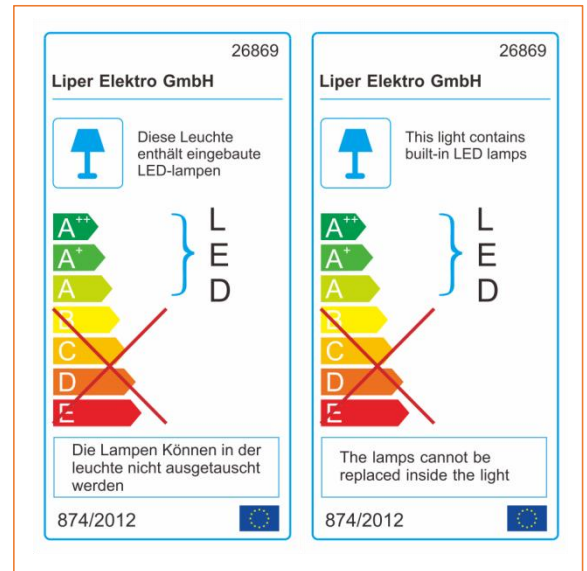 26869
Liper Elektro GmbH
Diese Leuchte
enthält eingebaute
LED-lampen
A++
A+
A
B
C
D
E
L
E
D
Die Lampen Können in der
leuchte nicht ausgetauscht
werden
874/2012
26869
Liper Elektro GmbH
This light contains
built-in LED lamps
A++
A+
A
B
C
D
E
L
E
D
The lamps cannot be
replaced inside the light
874/2012